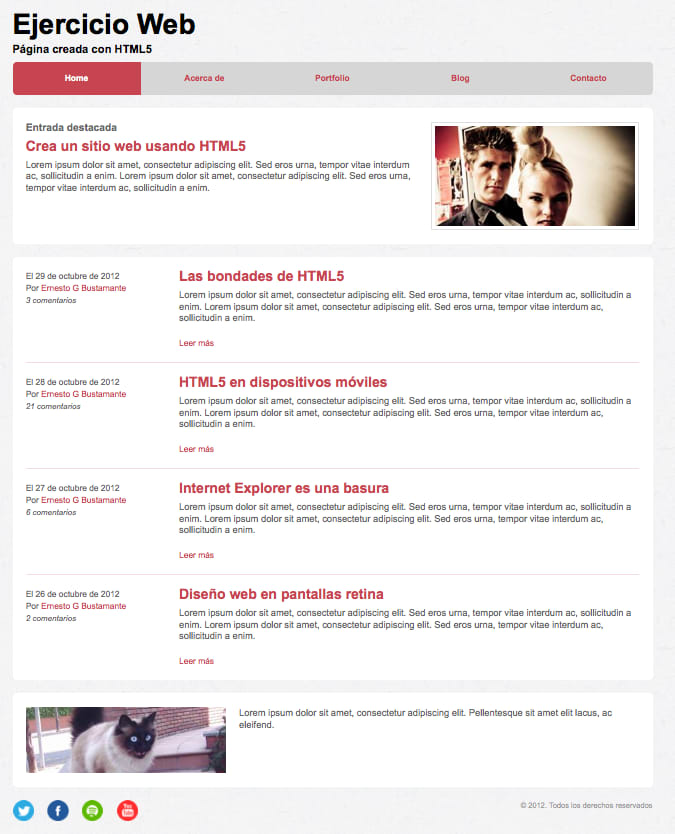 Ejercicio Web
Página creada con HTML5
Home Acerca de Portfolio Blog Contacto
Entrada destacada
Crea un sitio web usando HTML5
Lorem ipsum dolor sit amet, consectetur adipiscing elit. Sed eros urna, tempor vitae interdum
ac, sollicitudin a enim. Lorem ipsum dolor sit amet, consectetur adipiscing elit. Sed eros urna,
tempor vitae interdum ac, sollicitudin a enim.
El 29 de octubre de 2012
Por Ernesto G Bustamante
3 comentarios
Las bondades de HTML5
Lorem ipsum dolor sit amet, consectetur adipiscing elit. Sed eros urna, tempor vitae interdum ac, sollicitudin a
enim. Lorem ipsum dolor sit amet, consectetur adipiscing elit. Sed eros urna, tempor vitae interdum ac,
sollicitudin a enim.
Leer más
El 28 de octubre de 2012
Por Ernesto G Bustamante
21 comentarios
HTML5 en dispositivos móviles
Lorem ipsum dolor sit amet, consectetur adipiscing elit. Sed eros urna, tempor vitae interdum ac, sollicitudin a
enim. Lorem ipsum dolor sit amet, consectetur adipiscing elit. Sed eros urna, tempor vitae interdum ac,
sollicitudin a enim.
Leer más
El 27 de octubre de 2012
Por Ernesto G Bustamante
6 comentarios
Internet Explorer es una basura
Lorem ipsum dolor sit amet, consectetur adipiscing elit. Sed eros urna, tempor vitae interdum ac, sollicitudin a
enim. Lorem ipsum dolor sit amet, consectetur adipiscing elit. Sed eros urna, tempor vitae interdum ac,
sollicitudin a enim.
Leer más
El 26 de octubre de 2012
Por Ernesto G Bustamante
2 comentarios
Diseño web en pantallas retina
Lorem ipsum dolor sit amet, consectetur adipiscing elit. Sed eros urna, tempor vitae interdum ac, sollicitudin a
enim. Lorem ipsum dolor sit amet, consectetur adipiscing elit. Sed eros urna, tempor vitae interdum ac,
sollicitudin a enim.
Leer más
Lorem ipsum dolor sit amet, consectetur adipiscing elit. Pellentesque sit amet elit lacus, ac
eleifend.
You
Tube
© 2012. Todos los derechos reservados